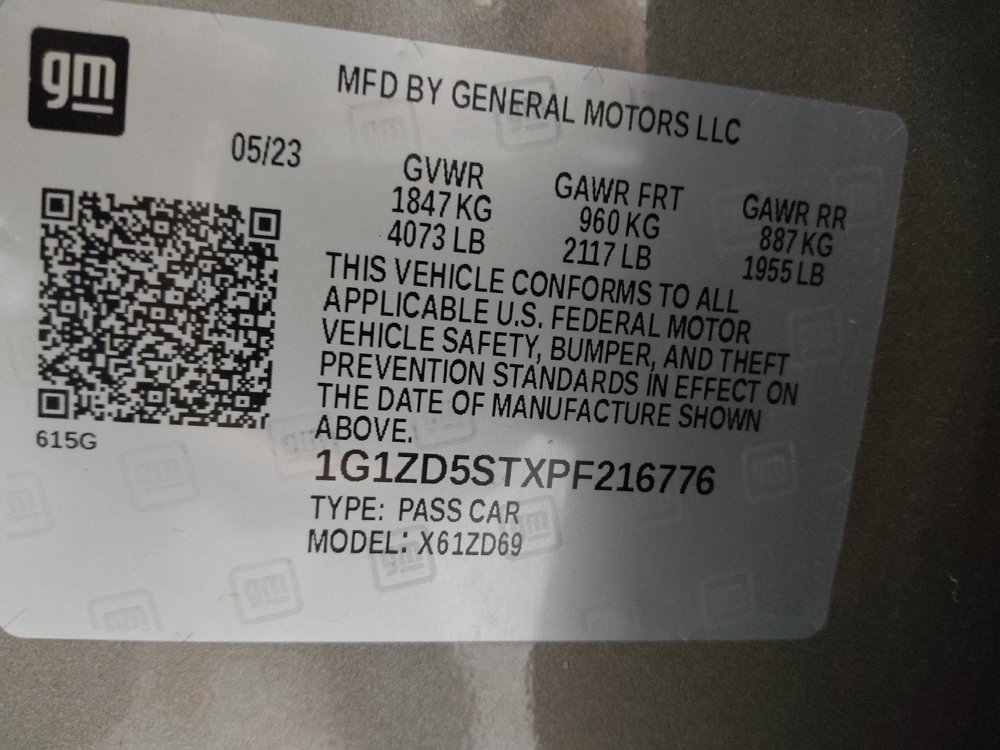 gm
MFD BY GENERAL MOTORS LLC
05/23
GVWR
1847 KG
4073 LB
GAWR FRT
960 KG
2117 LB
GAWR RR
887 KG
1955 LB
THIS VEHICLE CONFORMS TO ALL
APPLICABLE U.S. FEDERAL MOTOR
VEHICLE SAFETY, BUMPER, AND THEFT
PREVENTION STANDARDS IN EFFECT ON
THE DATE OF MANUFACTURE SHOWN
ABOVE.
615G
1G1ZD5STXPF216776
TYPE: PASS CAR
MODEL: X61ZD69